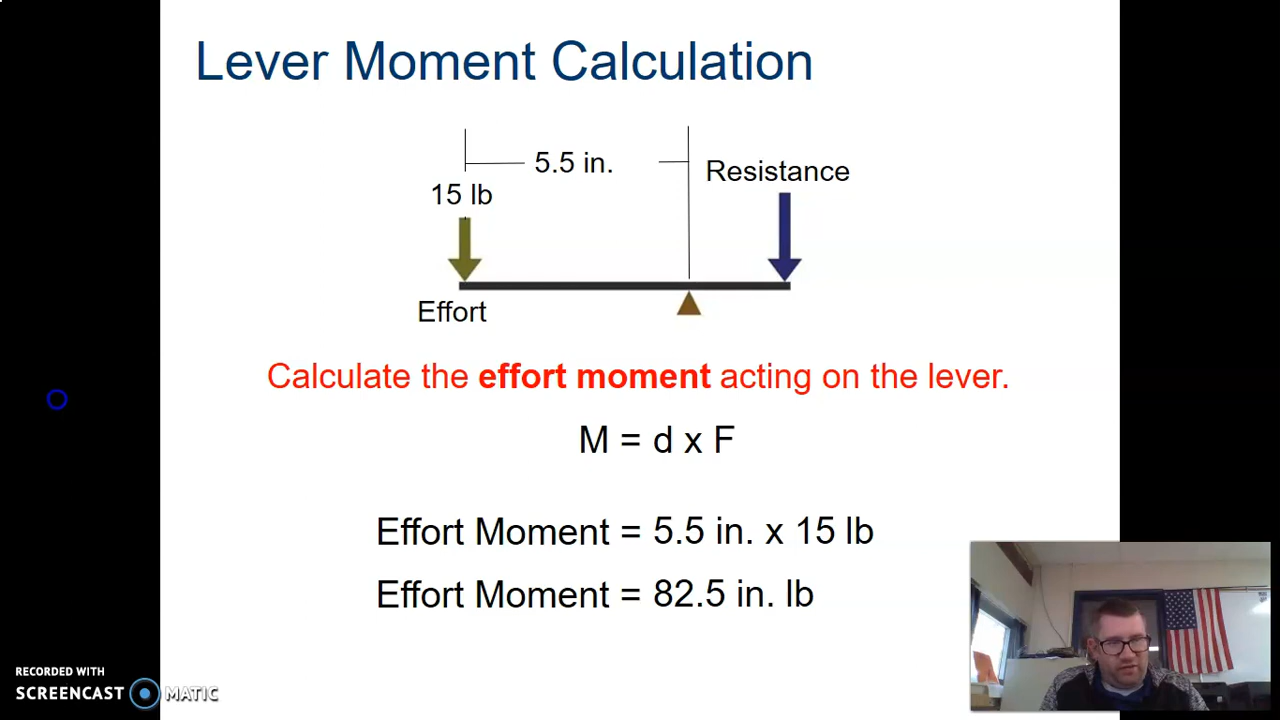 Lever Moment Calculation
5.5 in.
Resistance
15 lb
Effort
Calculate the effort moment acting on the lever.
M = d x F
Effort Moment = 5.5 in. x 15 lb
Effort Moment = 82.5 in. lb
RECORDED WITH
SCREENCAST MATIC